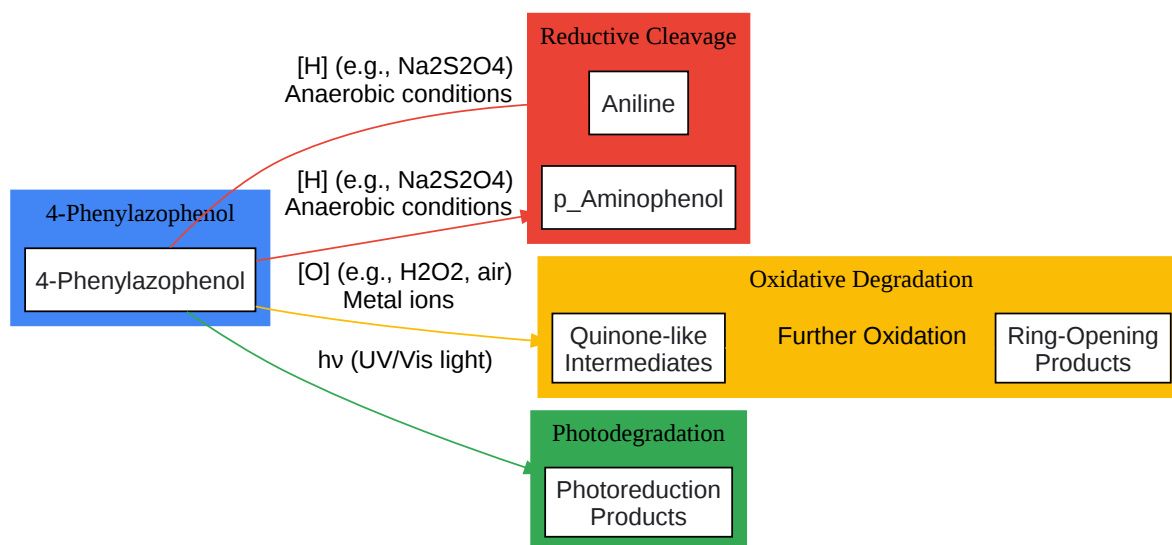 Reductive Cleavage
[H] (e.g., Na2S2O4)
Anaerobic conditions
Aniline
[H] (e.g., Na2S2O4)
Anaerobic conditions
p_Aminophenol
4-Phenylazophenol
4-Phenylazophenol
[O] (e.g., H2O2, air)
Metal ions
Oxidative Degradation
Quinone-like
Intermediates
Further Oxidation
Ring-Opening
Products
hν (UV/Vis light)
Photodegradation
Photoreduction
Products